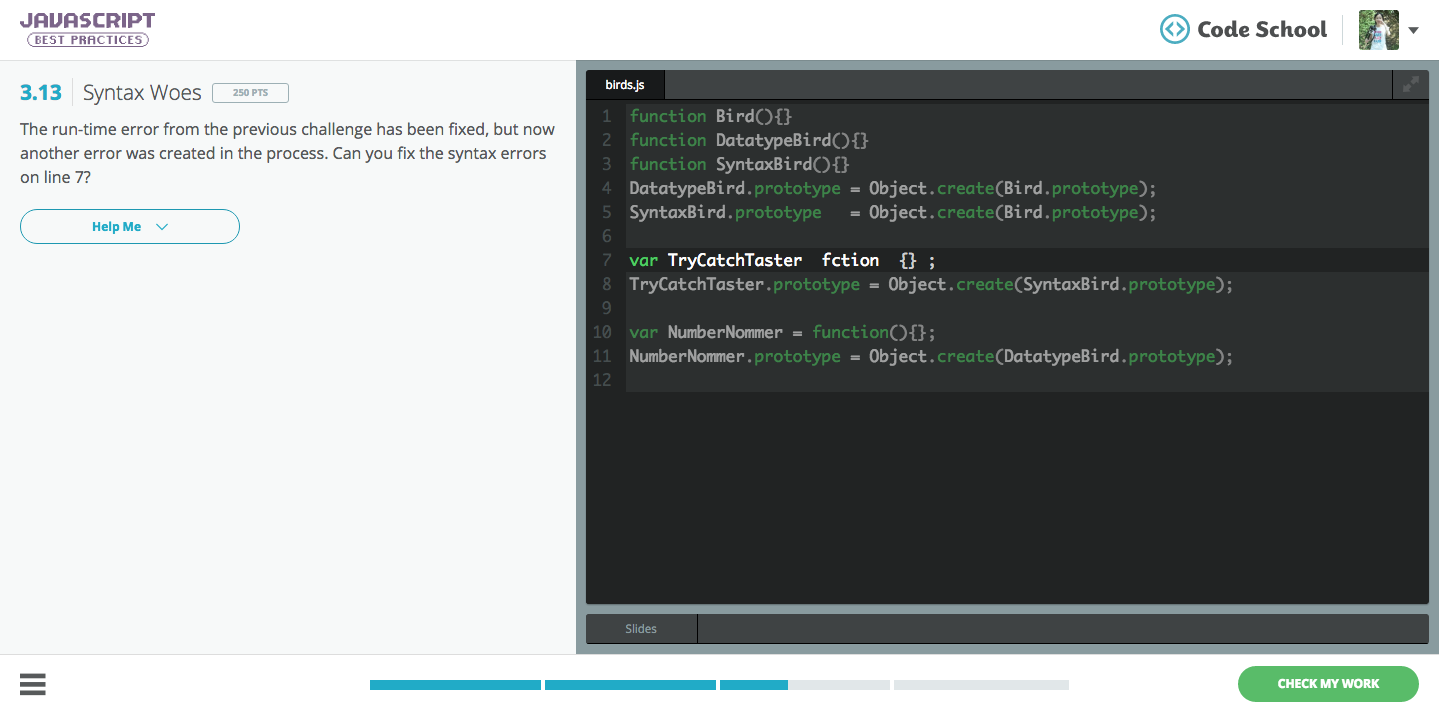 JAVASCRIPT
BEST PRACTICES
Code School
3.13 Syntax Woes 250 PTS
The run-time error from the previous challenge has been fixed, but now
another error was created in the process. Can you fix the syntax errors
on line 7?
Help Me
birds.js
1 function Bird(){}
2 function DatatypeBird(){}
3 function SyntaxBird(){}
4 DatatypeBird.prototype = Object.create(Bird.prototype);
5 SyntaxBird.prototype   = Object.create(Bird.prototype);
6
7 var TryCatchTaster  fction  {} ;
8 TryCatchTaster.prototype = Object.create(SyntaxBird.prototype);
9
10 var NumberNommer = function(){};
11 NumberNommer.prototype = Object.create(DatatypeBird.prototype);
12
Slides
CHECK MY WORK